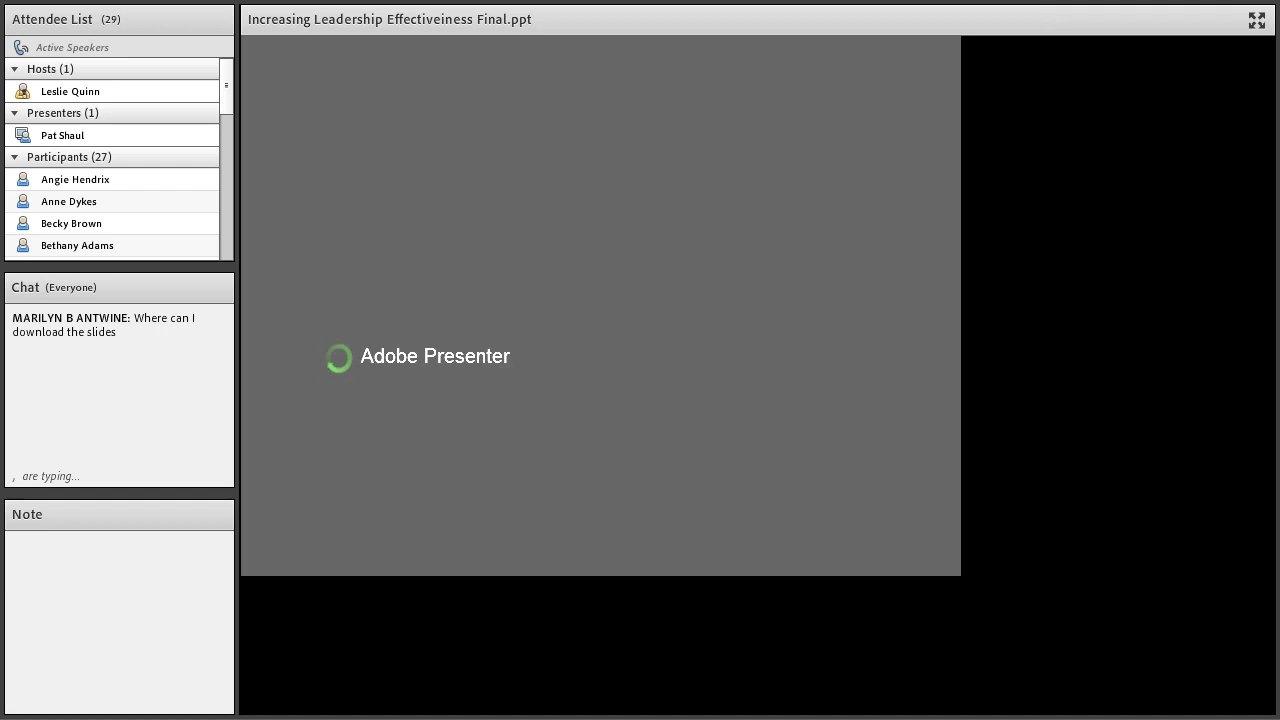 Attendee List (29)
Active Speakers
Hosts (1)
Leslie Quinn
Presenters (1)
Pat Shaul
Participants (27)
Angie Hendrix
Anne Dykes
Becky Brown
Bethany Adams
Chat (Everyone)
MARILYN B ANTWINE: Where can I
download the slides
, are typing...
Note
Increasing Leadership Effectiveiness Final.ppt
Adobe Presenter